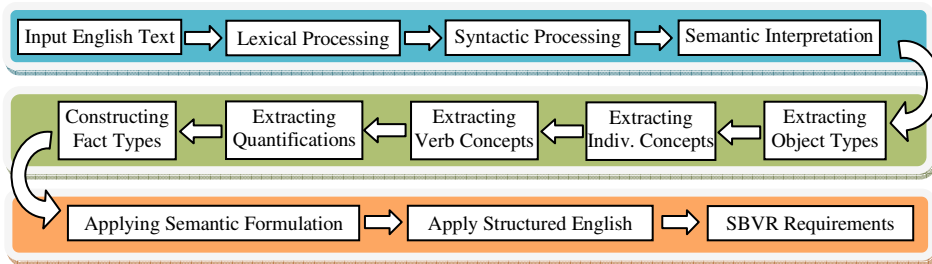 Input English Text
Lexical Processing
Syntactic Processing
Semantic Interpretation
Extracting
Object Types
Extracting
Indiv. Concepts
Extracting
Verb Concepts
Extracting
Quantifications
Constructing
Fact Types
Applying Semantic Formulation
Apply Structured English
SBVR Requirements